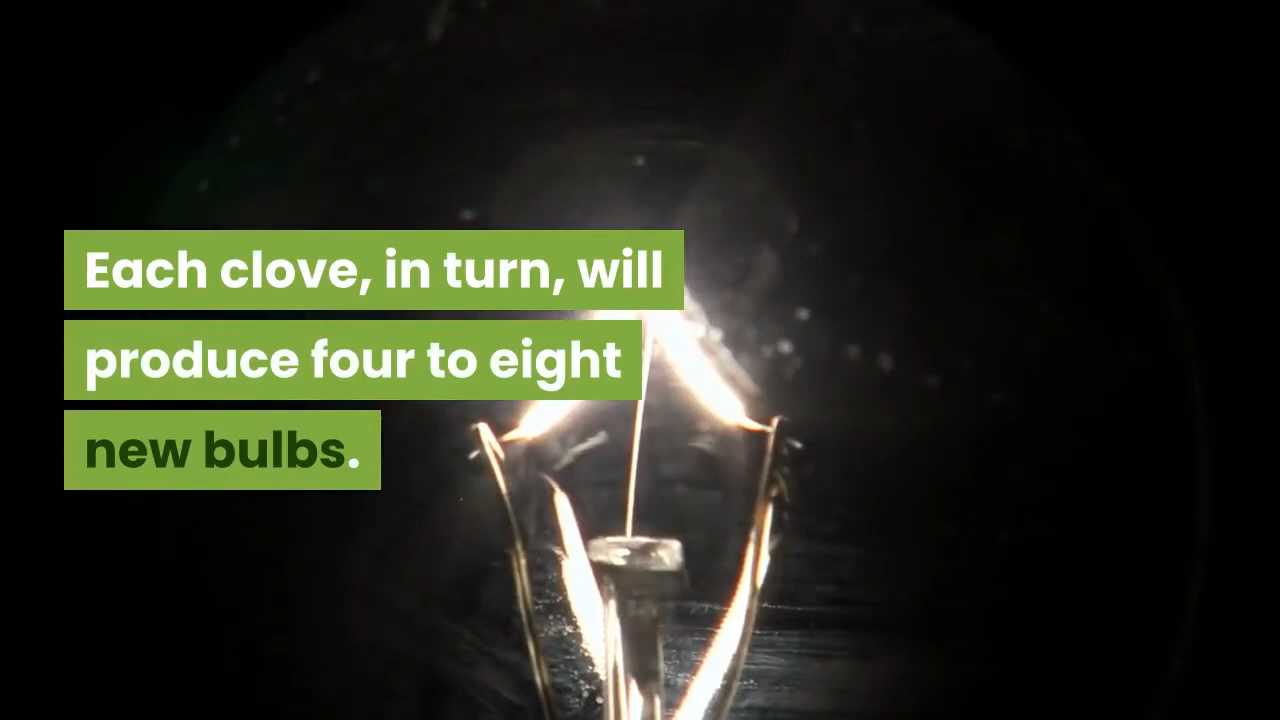 Each clove, in turn, will
produce four to eight
new bulbs.